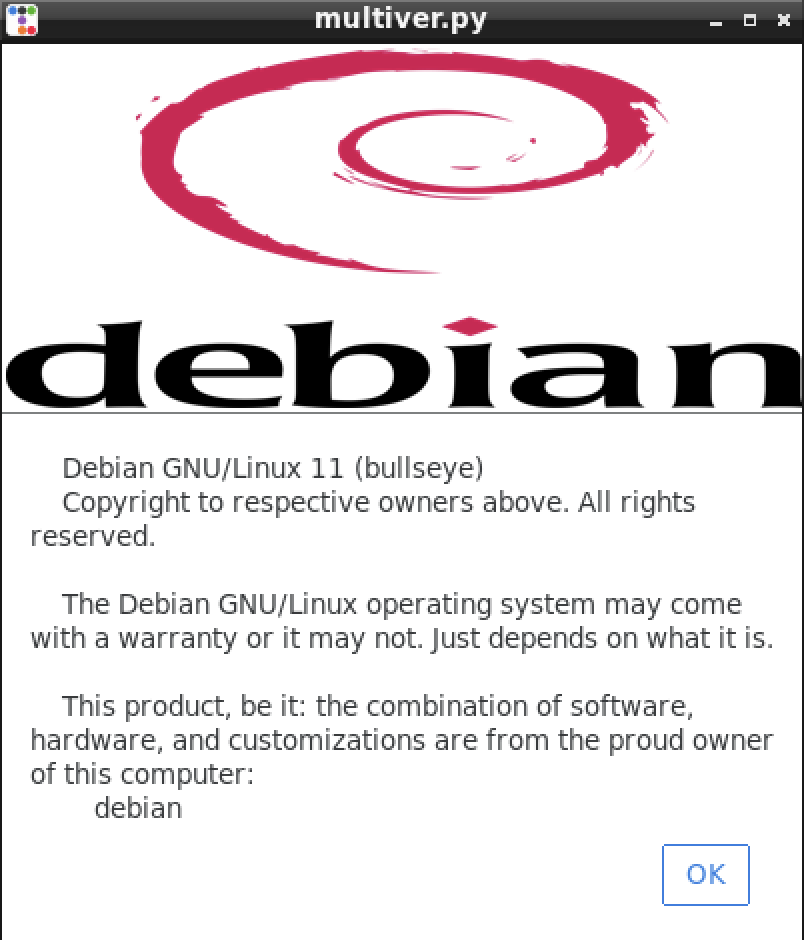 multiver.py
debian
Debian GNU/Linux 11 (bullseye)
Copyright to respective owners above. All rights
reserved.
The Debian GNU/Linux operating system may come
with a warranty or it may not. Just depends on what it is.
This product, be it: the combination of software,
hardware, and customizations are from the proud owner
of this computer:
debian
OK